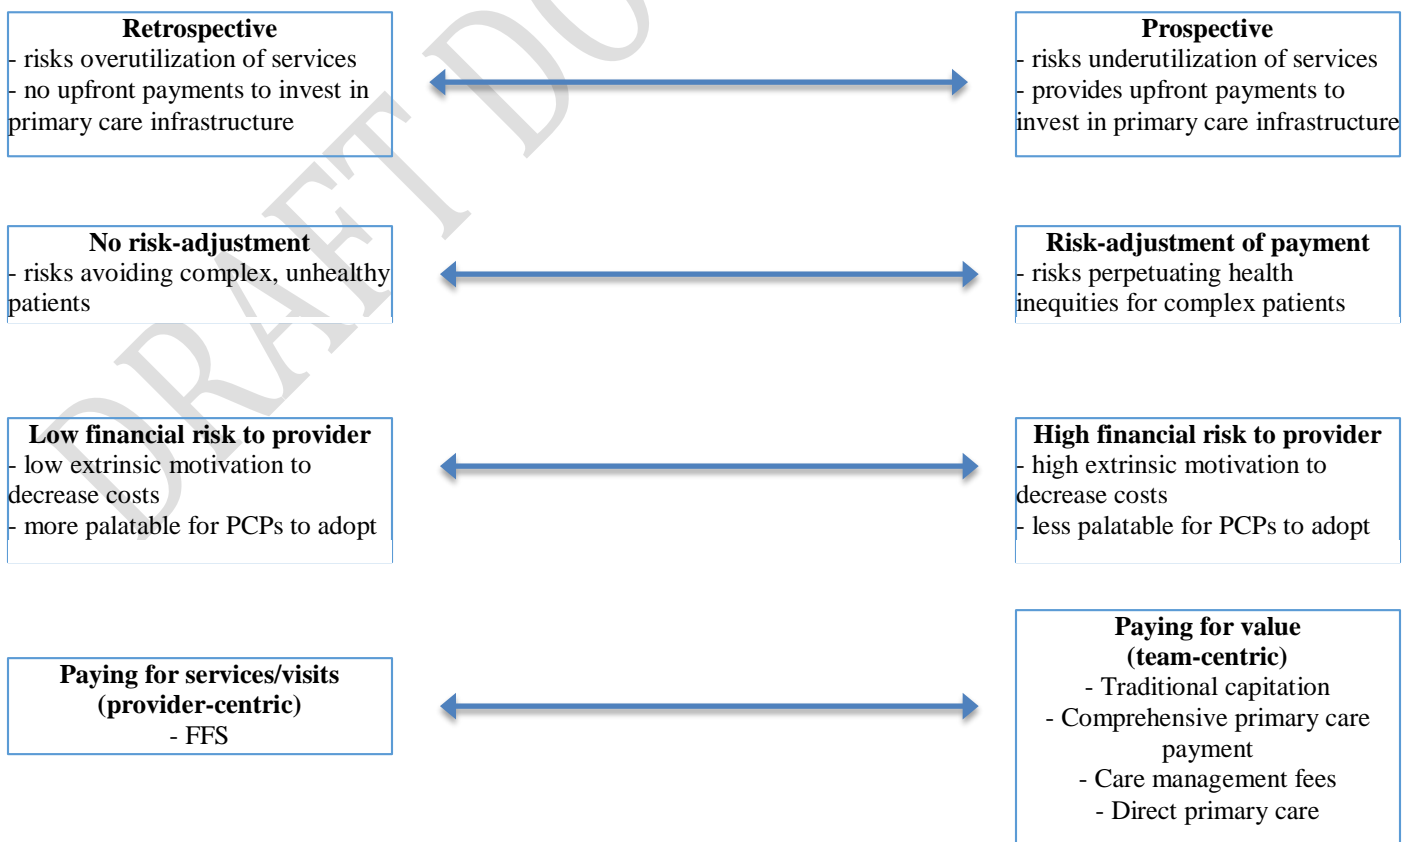 Retrospective
- risks overutilization of services
- no upfront payments to invest in
primary care infrastructure
Prospective
- risks underutilization of services
- provides upfront payments to
invest in primary care infrastructure
No risk-adjustment
- risks avoiding complex, unhealthy
patients
Risk-adjustment of payment
- risks perpetuating health
inequities for complex patients
Low financial risk to provider
- low extrinsic motivation to
decrease costs
- more palatable for PCPs to adopt
High financial risk to provider
- high extrinsic motivation to
decrease costs
- less palatable for PCPs to adopt
Paying for services/visits
(provider-centric)
- FFS
Paying for value
(team-centric)
- Traditional capitation
- Comprehensive primary care
payment
- Care management fees
- Direct primary care
DRAFT